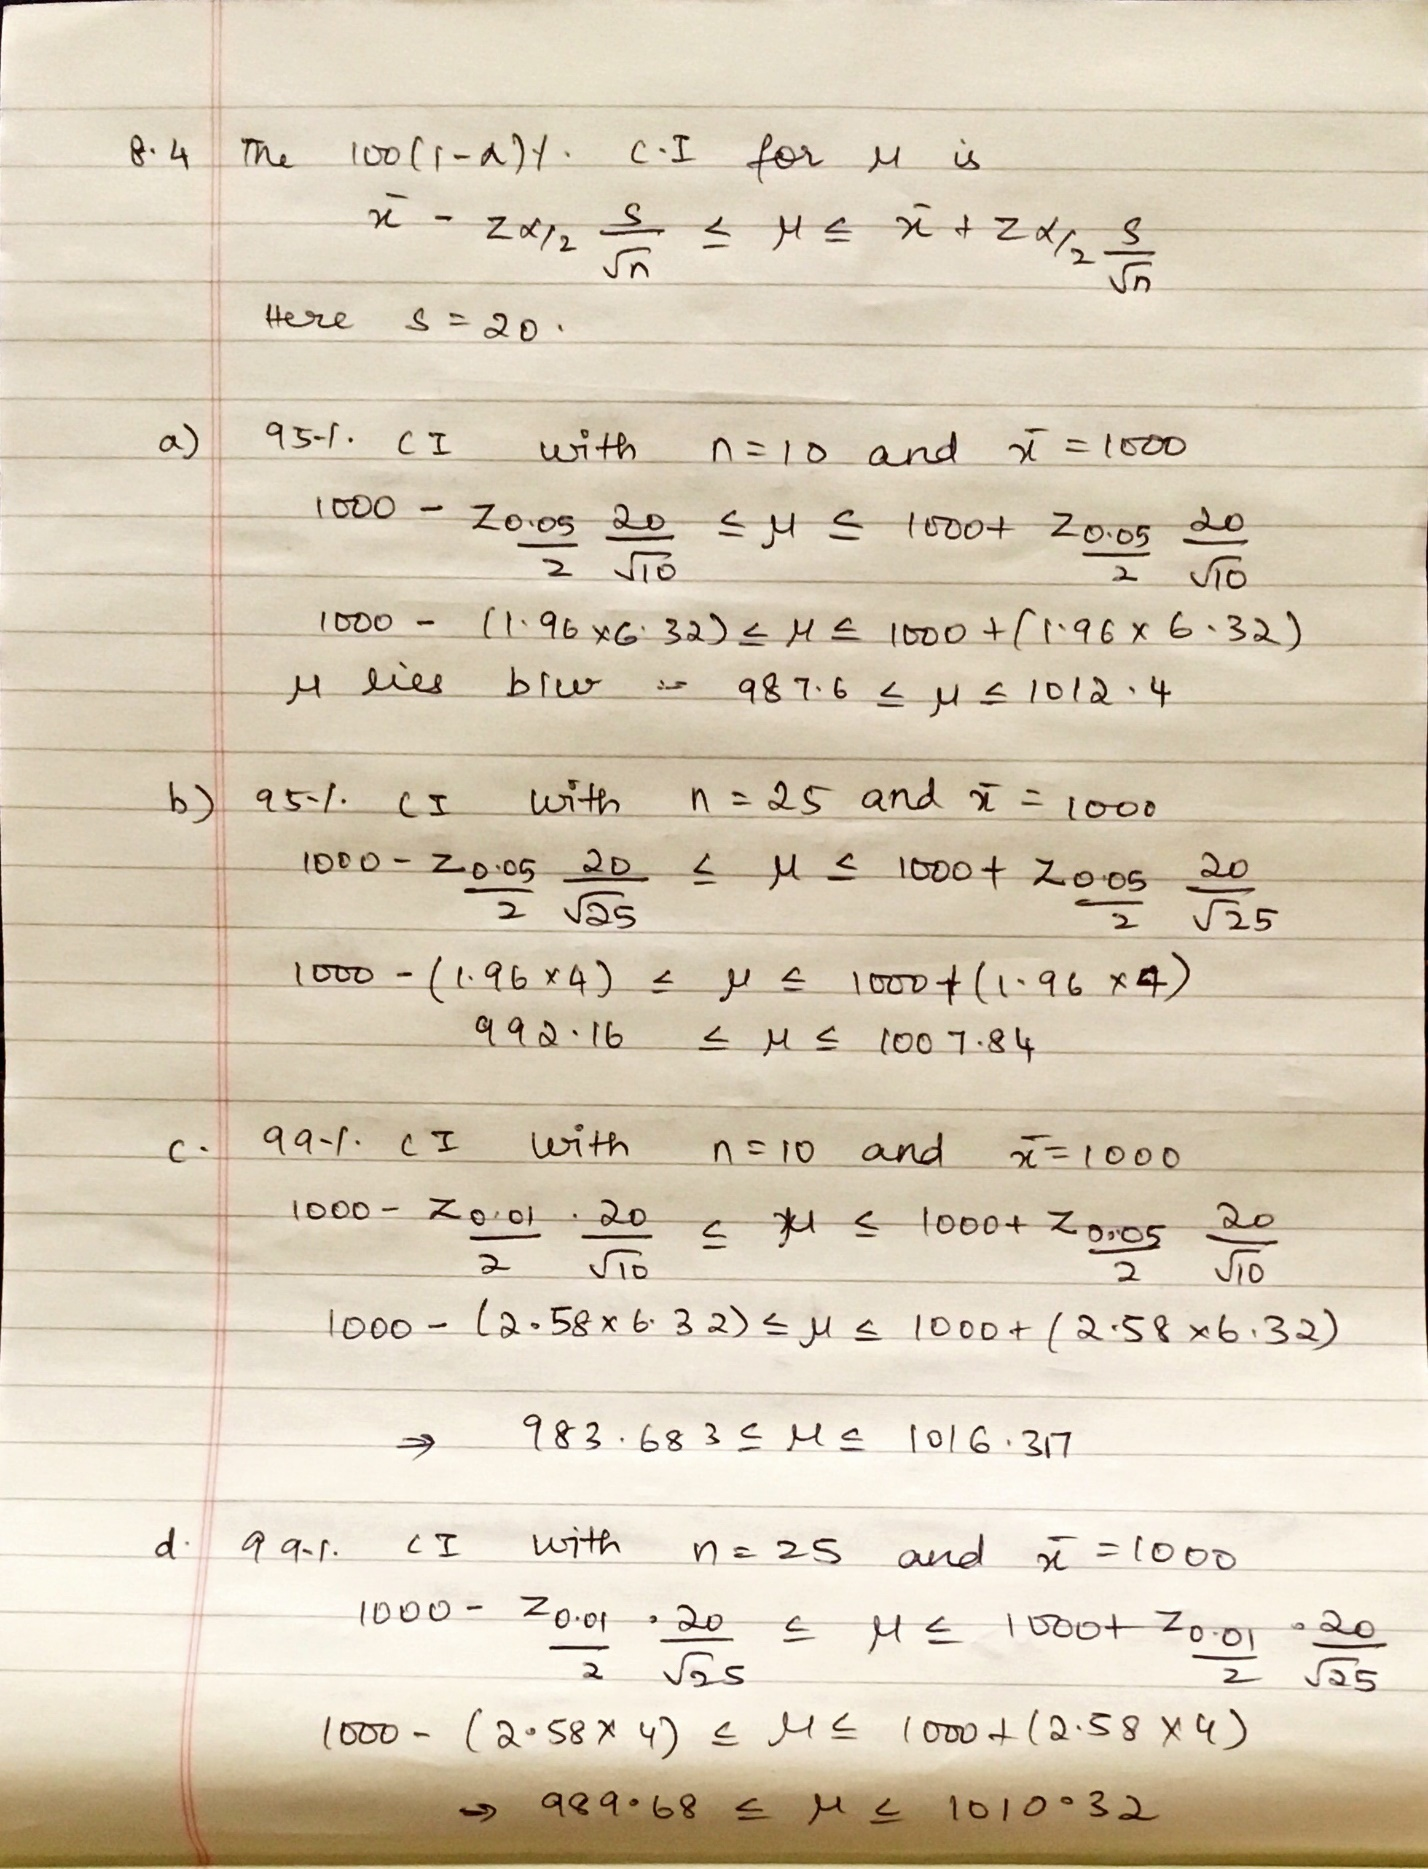 8.4 The 100(1-α)%. C.I for μ is
x̄ - Zα/2 S/√n ≤ μ ≤ x̄ + Zα/2 S/√n
Here S = 20.
a) 95%. CI with n = 10 and x̄ = 1000
1000 - Z0.05/2 20/√10 ≤ μ ≤ 1000 + Z0.05/2 20/√10
1000 - (1.96 × 6.32) ≤ μ ≤ 1000 + (1.96 × 6.32)
μ lies b/w :- 987.6 ≤ μ ≤ 1012.4
b) 95%. CI with n = 25 and x̄ = 1000
1000 - Z0.05/2 20/√25 ≤ μ ≤ 1000 + Z0.05/2 20/√25
1000 - (1.96 × 4) ≤ μ ≤ 1000 + (1.96 × 4)
992.16 ≤ μ ≤ 1007.84
c. 99%. CI with n = 10 and x̄ = 1000
1000 - Z0.01/2 . 20/√10 ≤ μ ≤ 1000 + Z0.05/2 20/√10
1000 - (2.58 × 6.32) ≤ μ ≤ 1000 + (2.58 × 6.32)
⇒ 983.683 ≤ μ ≤ 1016.317
d. 99%. CI with n = 25 and x̄ = 1000
1000 - Z0.01/2 . 20/√25 ≤ μ ≤ 1000 + Z0.01/2 . 20/√25
1000 - (2.58 × 4) ≤ μ ≤ 1000 + (2.58 × 4)
⇒ 989.68 ≤ μ ≤ 1010.32